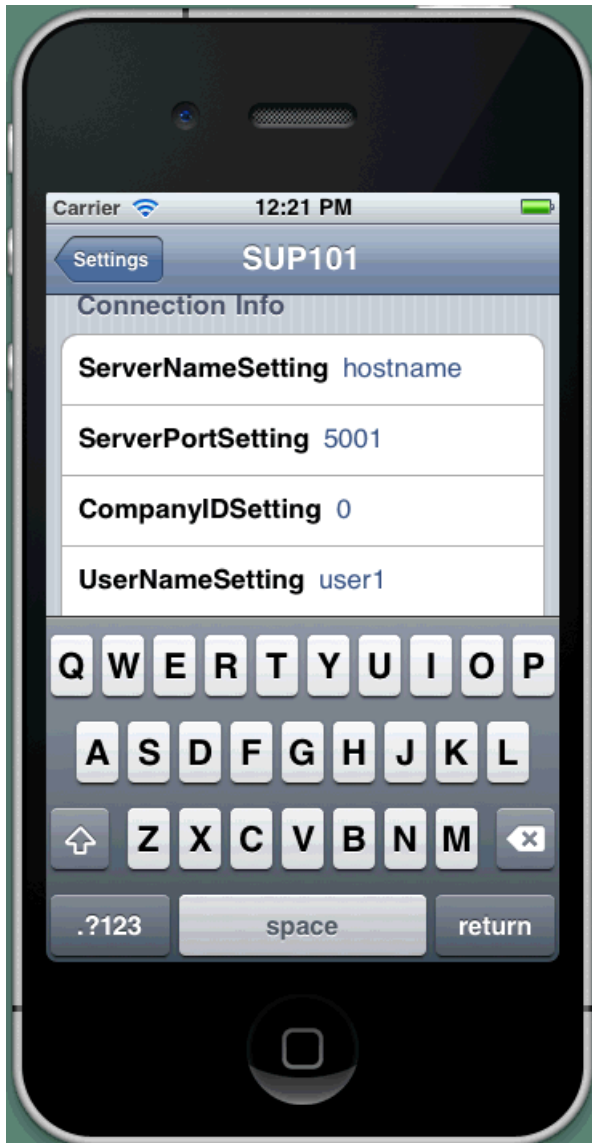 Carrier 12:21 PM
Settings SUP101
Connection Info
ServerNameSetting hostname
ServerPortSetting 5001
CompanyIDSetting 0
UserNameSetting user1
Q W E R T Y U I O P
A S D F G H J K L
Z X C V B N M
.?123 space return